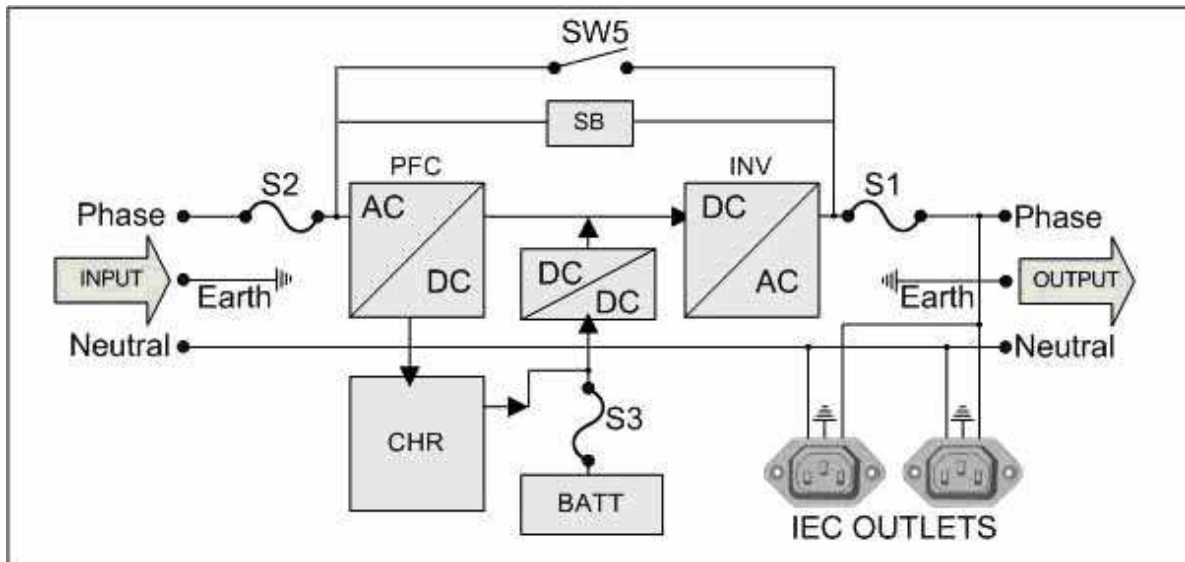 SW5
SB
PFC
INV
S2
S1
AC
DC
DC
AC
Phase
Phase
DC
DC
INPUT
Earth
Earth
OUTPUT
Neutral
Neutral
CHR
S3
BATT
IEC OUTLETS